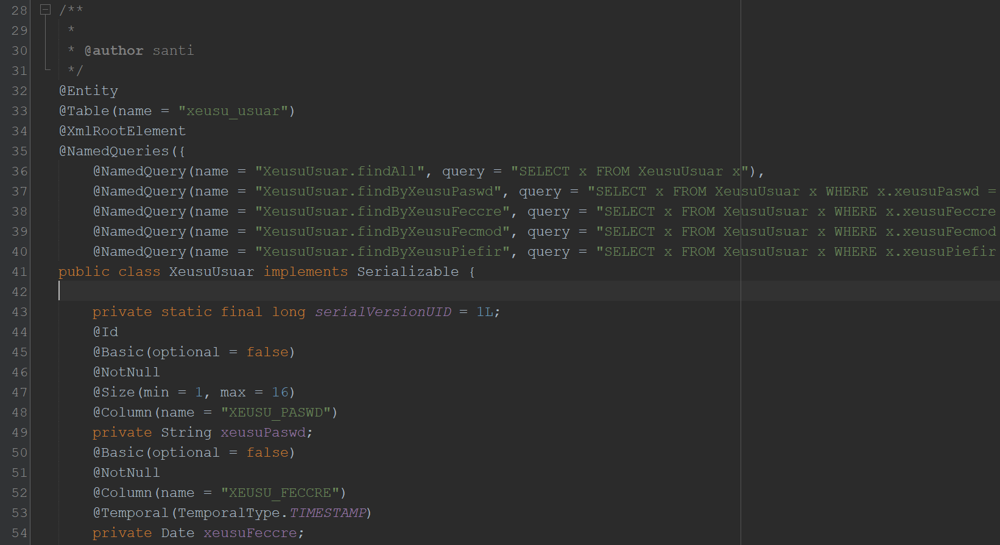 28 /**
29 *
30 * @author santi
31 */
32 @Entity
33 @Table(name = "xeusu_usuar")
34 @XmlRootElement
35 @NamedQueries({
36 @NamedQuery(name = "XeusuUsuar.findAll", query = "SELECT x FROM XeusuUsuar x"),
37 @NamedQuery(name = "XeusuUsuar.findByXeusuPaswd", query = "SELECT x FROM XeusuUsuar x WHERE x.xeusuPaswd =
38 @NamedQuery(name = "XeusuUsuar.findByXeusuFeccre", query = "SELECT x FROM XeusuUsuar x WHERE x.xeusuFeccre
39 @NamedQuery(name = "XeusuUsuar.findByXeusuFecmod", query = "SELECT x FROM XeusuUsuar x WHERE x.xeusuFecmod
40 @NamedQuery(name = "XeusuUsuar.findByXeusuPiefir", query = "SELECT x FROM XeusuUsuar x WHERE x.xeusuPiefir
41 public class XeusuUsuar implements Serializable {
42
43 private static final long serialVersionUID = 1L;
44 @Id
45 @Basic(optional = false)
46 @NotNull
47 @Size(min = 1, max = 16)
48 @Column(name = "XEUSU_PASWD")
49 private String xeusuPaswd;
50 @Basic(optional = false)
51 @NotNull
52 @Column(name = "XEUSU_FECCRE")
53 @Temporal(TemporalType.TIMESTAMP)
54 private Date xeusuFeccre;